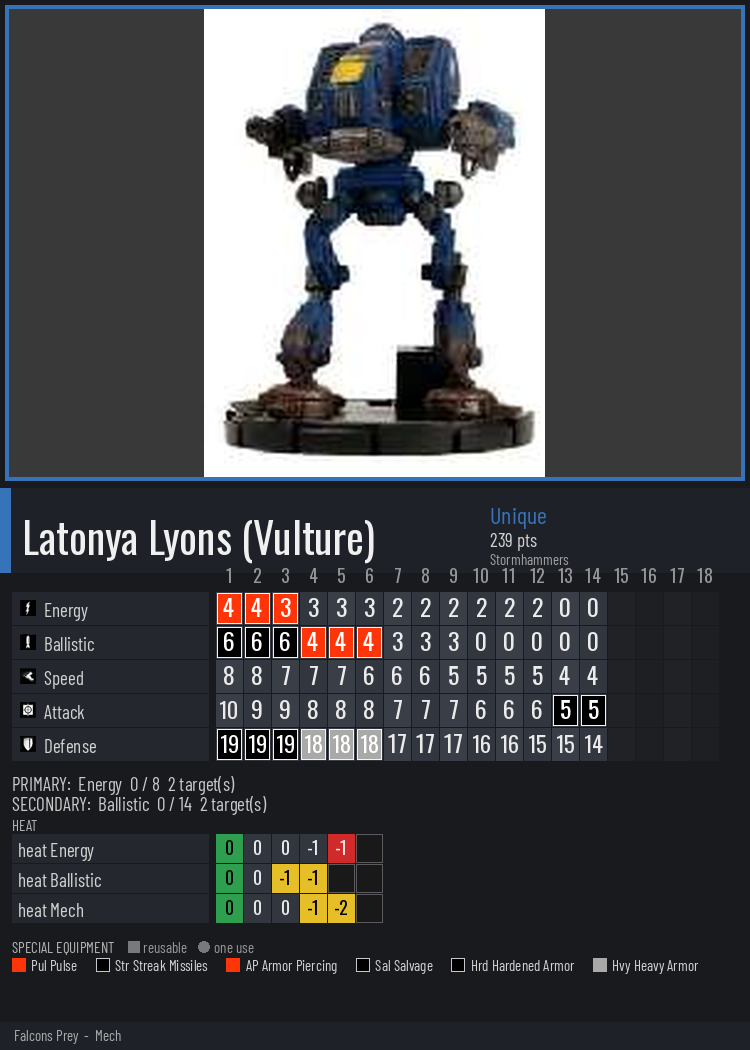 Latonya Lyons (Vulture)
Unique
239 pts
Stormhammers
1 2 3 4 5 6 7 8 9 10 11 12 13 14 15 16 17 18
Energy 4 4 3 3 3 3 2 2 2 2 2 2 0 0
Ballistic 6 6 6 4 4 4 3 3 3 0 0 0 0 0
Speed 8 8 7 7 7 6 6 6 5 5 5 5 4 4
Attack 10 9 9 8 8 8 7 7 7 6 6 6 5 5
Defense 19 19 19 18 18 18 17 17 17 16 16 15 15 14
PRIMARY: Energy 0 / 8 2 target(s)
SECONDARY: Ballistic 0 / 14 2 target(s)
HEAT
heat Energy 0 0 0 -1 -1
heat Ballistic 0 0 -1 -1
heat Mech 0 0 0 -1 -2
SPECIAL EQUIPMENT reusable one use
Pul Pulse Str Streak Missiles AP Armor Piercing Sal Salvage Hrd Hardened Armor Hvy Heavy Armor
Falcons Prey - Mech